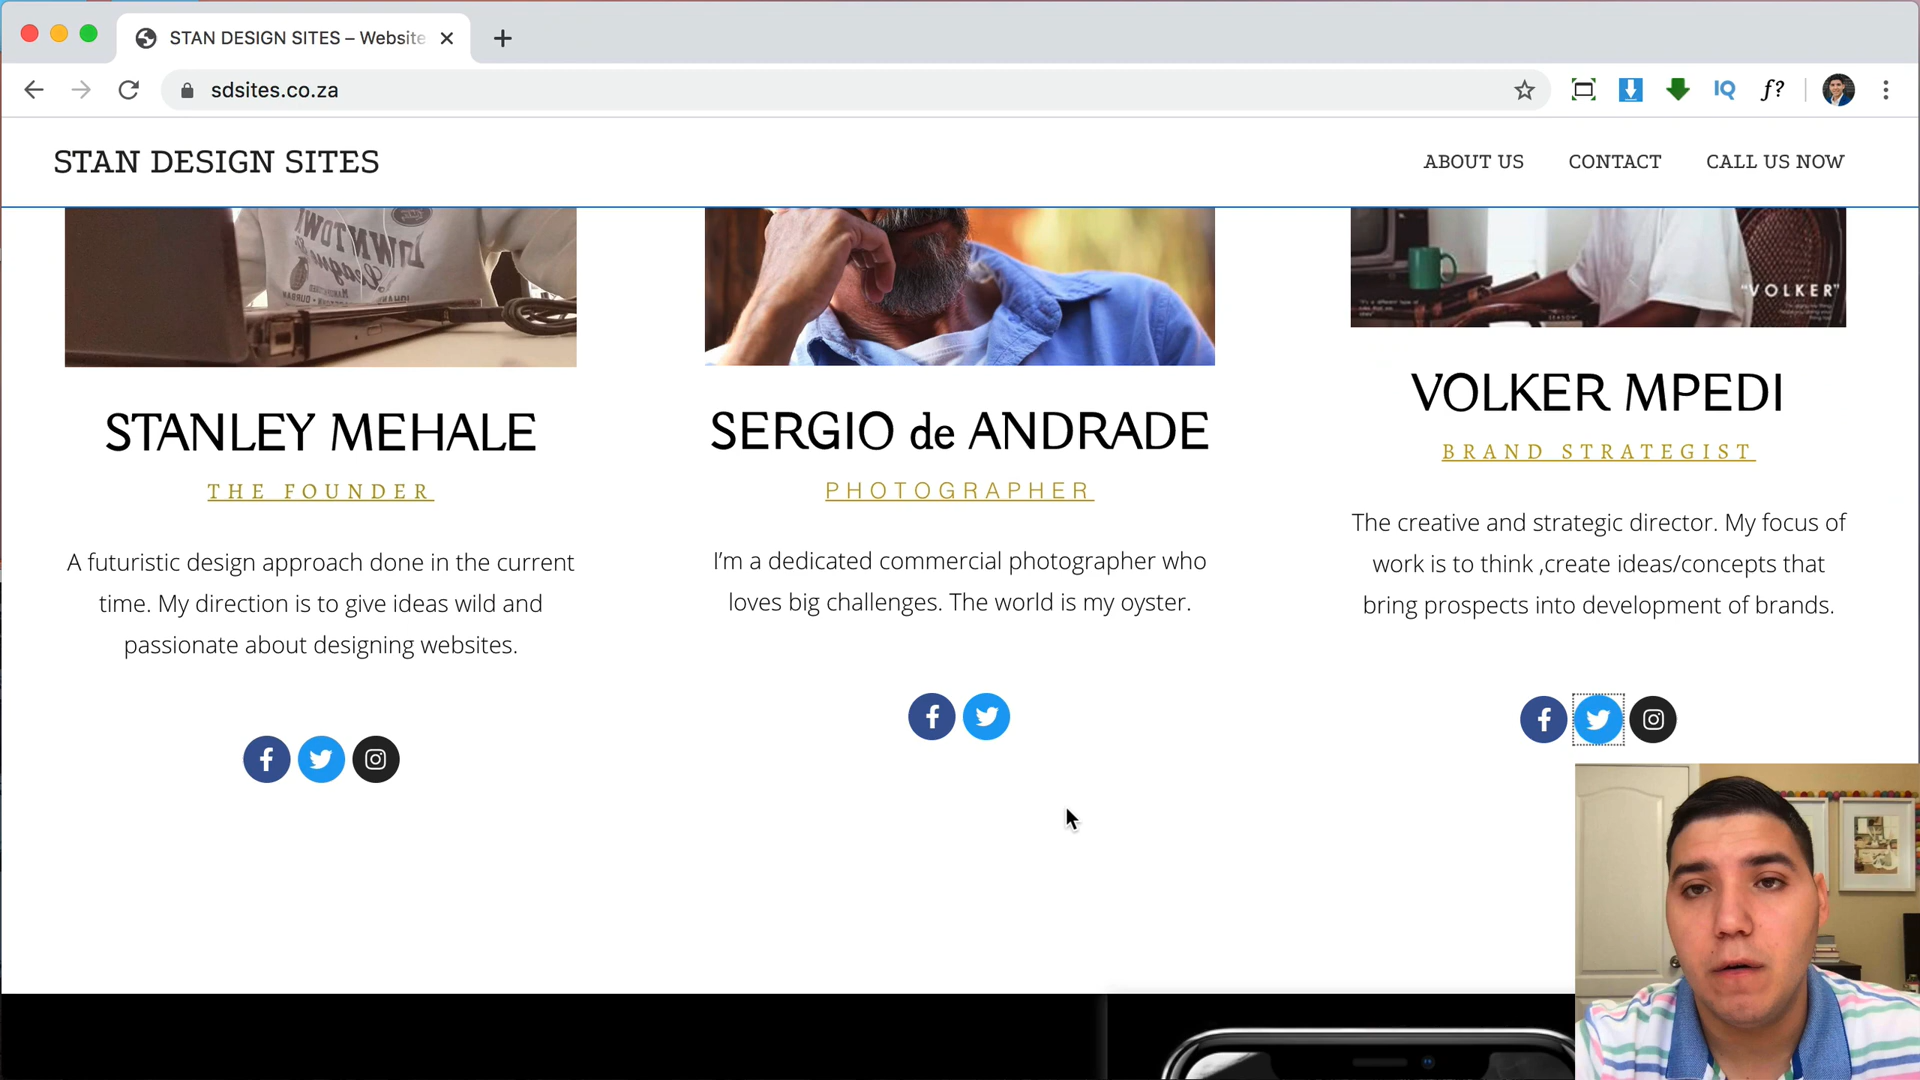 STAN DESIGN SITES – Website
sdsites.co.za
IQ
f?
STAN DESIGN SITES
ABOUT US
CONTACT
CALL US NOW
"VOLKER"
STANLEY MEHALE
THE FOUNDER
A futuristic design approach done in the current
time. My direction is to give ideas wild and
passionate about designing websites.
SERGIO de ANDRADE
PHOTOGRAPHER
I'm a dedicated commercial photographer who
loves big challenges. The world is my oyster.
VOLKER MPEDI
BRAND STRATEGIST
The creative and strategic director. My focus of
work is to think ,create ideas/concepts that
bring prospects into development of brands.